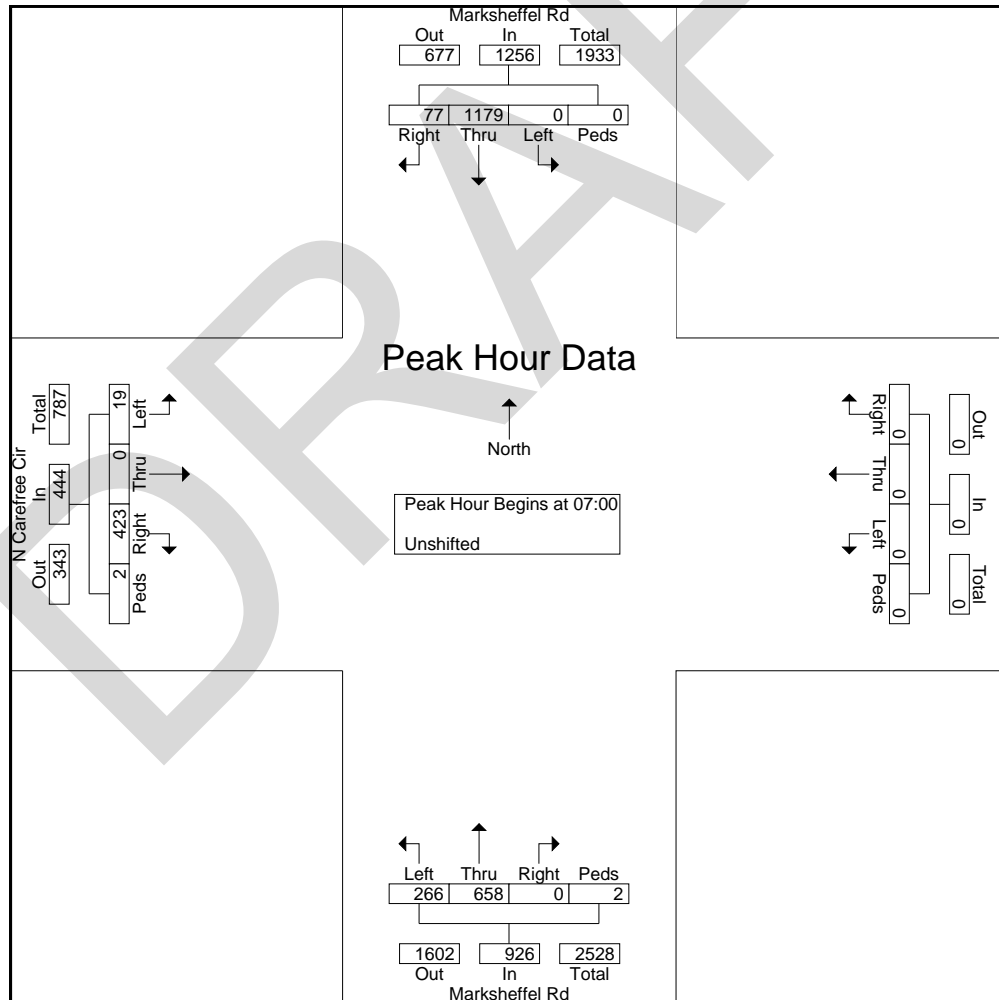 Marksheffel Rd
Out In Total
677 1256 1933
77 1179 0 0
Right Thru Left Peds
Peak Hour Data
North
Peak Hour Begins at 07:00
Unshifted
N Carefree Cir
Out In Total
343 444 787
Left Thru Right Peds
19 0 423 2
Right Thru Left Peds
0 0 0 0
Out In Total
0 0 0
Left Thru Right Peds
266 658 0 2
1602 926 2528
Out In Total
Marksheffel Rd
DRAF